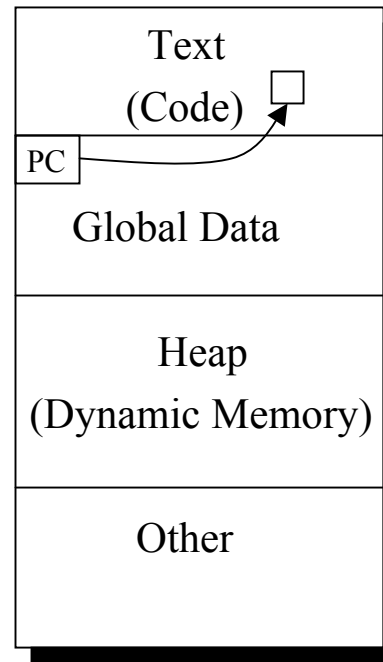 Text
(Code)
PC
Global Data
Heap
(Dynamic Memory)
Other